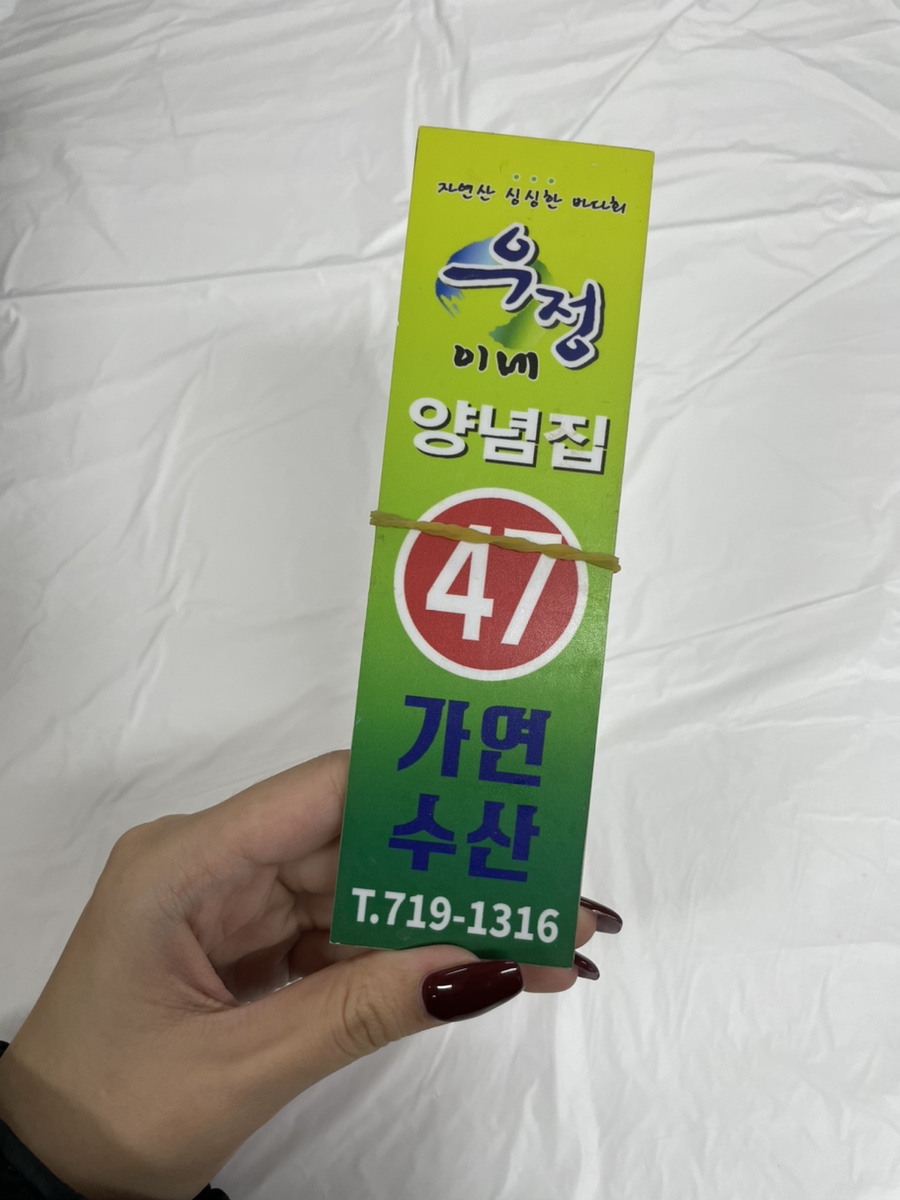 자연산 싱싱한 바다회
우정
이네
양념집
47
가연
수산
T.719-1316